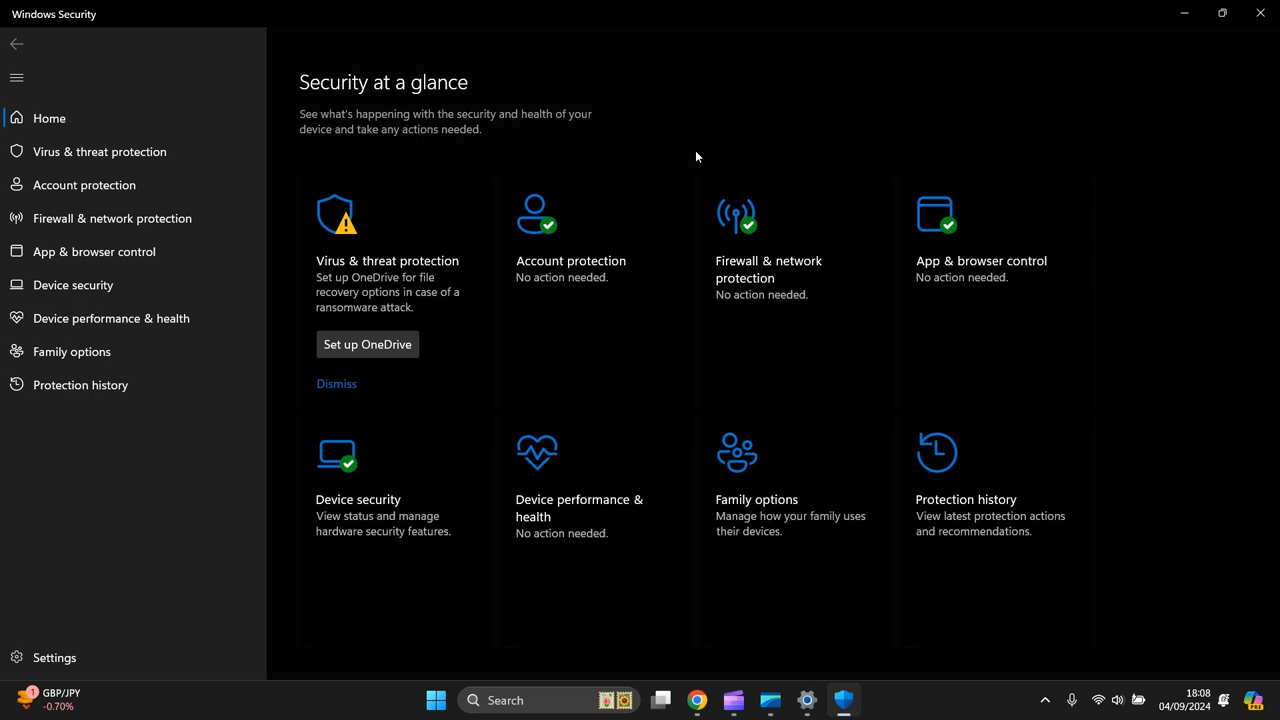 Windows Security
Home
Virus & threat protection
Account protection
Firewall & network protection
App & browser control
Device security
Device performance & health
Family options
Protection history
Settings
Security at a glance
See what's happening with the security and health of your
device and take any actions needed.
Virus & threat protection
Set up OneDrive for file
recovery options in case of a
ransomware attack.
Set up OneDrive
Dismiss
Account protection
No action needed.
Firewall & network
protection
No action needed.
App & browser control
No action needed.
Device security
View status and manage
hardware security features.
Device performance &
health
No action needed.
Family options
Manage how your family uses
their devices.
Protection history
View latest protection actions
and recommendations.
1
GBP/JPY
-0.70%
Search
18:08
04/09/2024
PRE